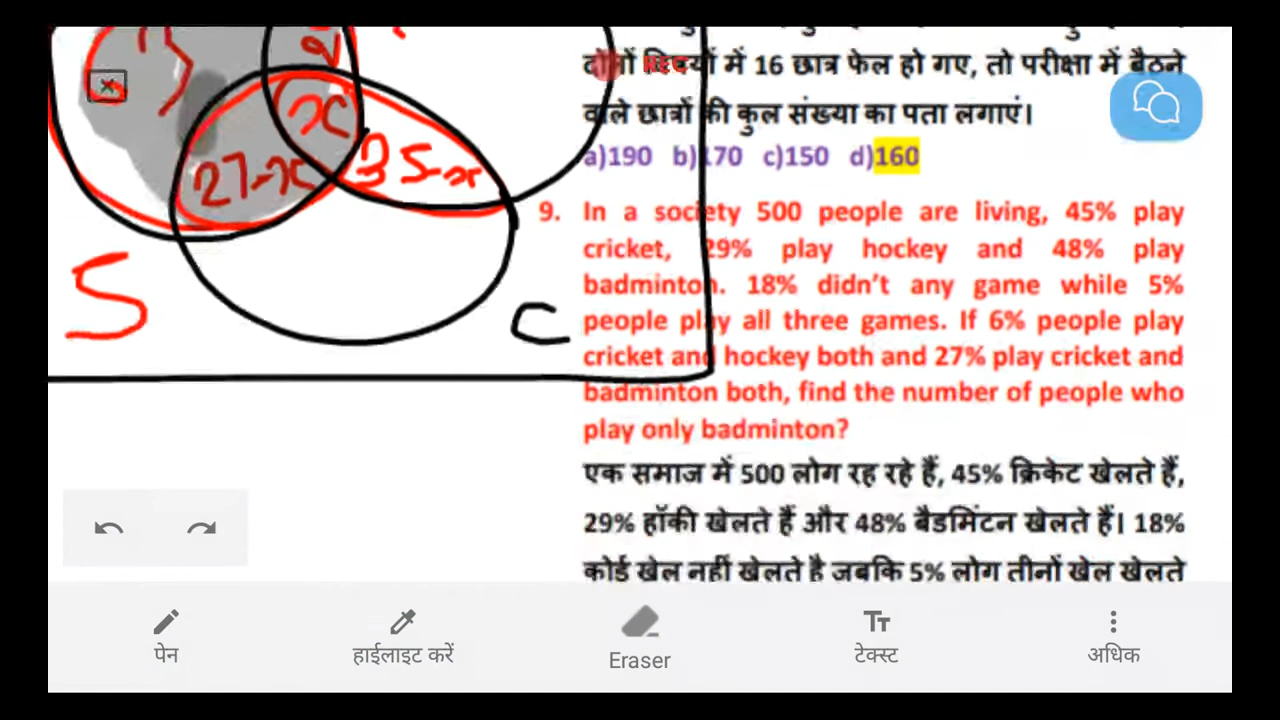 दोनों विषयों में 16 छात्र फेल हो गए, तो परीक्षा में बैठने
REC
वाले छात्रों की कुल संख्या का पता लगाएं।
a)190 b)170 c)150 d)160
x
27-x
35-x
S
C
9. In a society 500 people are living, 45% play
cricket, 29% play hockey and 48% play
badminton. 18% didn't any game while 5%
people play all three games. If 6% people play
cricket and hockey both and 27% play cricket and
badminton both, find the number of people who
play only badminton?
एक समाज में 500 लोग रह रहे हैं, 45% क्रिकेट खेलते हैं,
29% हॉकी खेलते हैं और 48% बैडमिंटन खेलते हैं। 18%
कोई खेल नहीं खेलते है जबकि 5% लोग तीनों खेल खेलते
पेन
हाईलाइट करें
Eraser
Tт
टेक्स्ट
अधिक